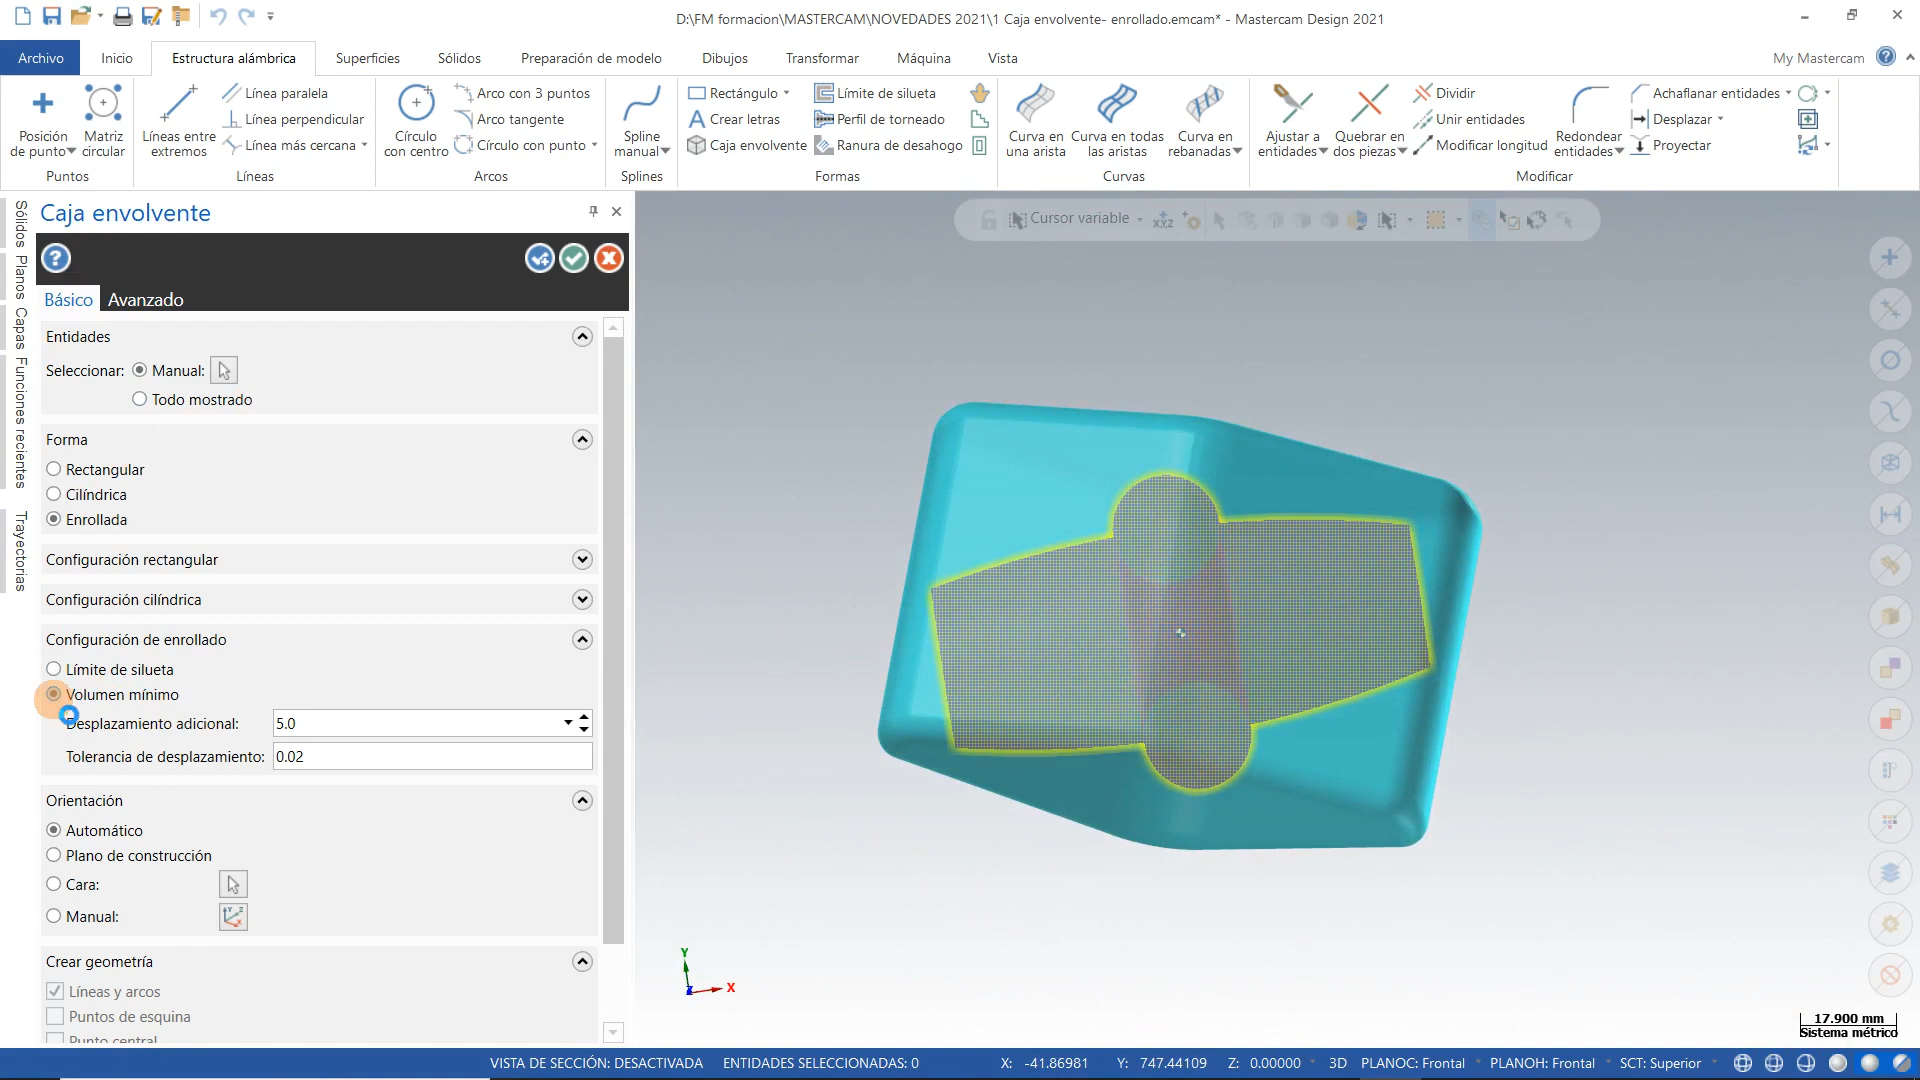 D:\FM formacion\MASTERCAM\NOVEDADES 2021\1 Caja envolvente- enrollado.emcam* - Mastercam Design 2021
Archivo Inicio Estructura alámbrica Superficies Sólidos Preparación de modelo Dibujos Transformar Máquina Vista My Mastercam
Posición de punto
Matriz circular
Puntos
Líneas entre extremos
Línea paralela
Línea perpendicular
Línea más cercana
Líneas
Círculo con centro
Arco con 3 puntos
Arco tangente
Círculo con punto
Arcos
Spline manual
Splines
Rectángulo
Crear letras
Caja envolvente
Límite de silueta
Perfil de torneado
Ranura de desahogo
Formas
Curva en una arista
Curva en todas las aristas
Curva en rebanadas
Curvas
Ajustar a entidades
Quebrar en dos piezas
Dividir
Unir entidades
Modificar longitud
Redondear entidades
Achaflanar entidades
Desplazar
Proyectar
Modificar
Sólidos
Planos
Capas
Funciones recientes
Trayectorias
Caja envolvente
Básico Avanzado
Entidades
Seleccionar: Manual:
Todo mostrado
Forma
Rectangular
Cilíndrica
Enrollada
Configuración rectangular
Configuración cilíndrica
Configuración de enrollado
Límite de silueta
Volumen mínimo
Desplazamiento adicional: 5.0
Tolerancia de desplazamiento: 0.02
Orientación
Automático
Plano de construcción
Cara:
Manual:
Crear geometría
Líneas y arcos
Puntos de esquina
Punto central
Cursor variable
Y
X
Z
17.900 mm
Sistema métrico
VISTA DE SECCIÓN: DESACTIVADA ENTIDADES SELECCIONADAS: 0 X: -41.86981 Y: 747.44109 Z: 0.00000 3D PLANOC: Frontal PLANOH: Frontal SCT: Superior